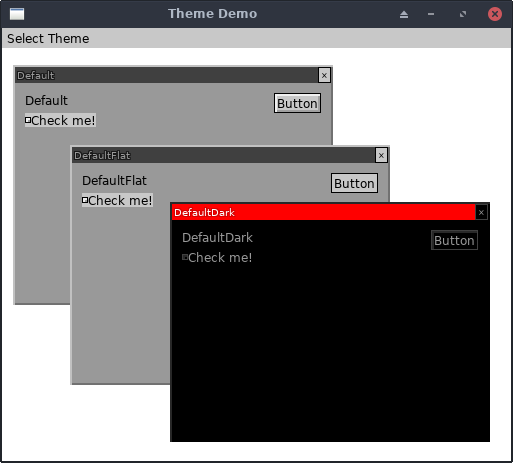 Theme Demo
Select Theme
Default
Default
Button
Check me!
DefaultFlat
DefaultFlat
Button
Check me!
DefaultDark
DefaultDark
Button
Check me!